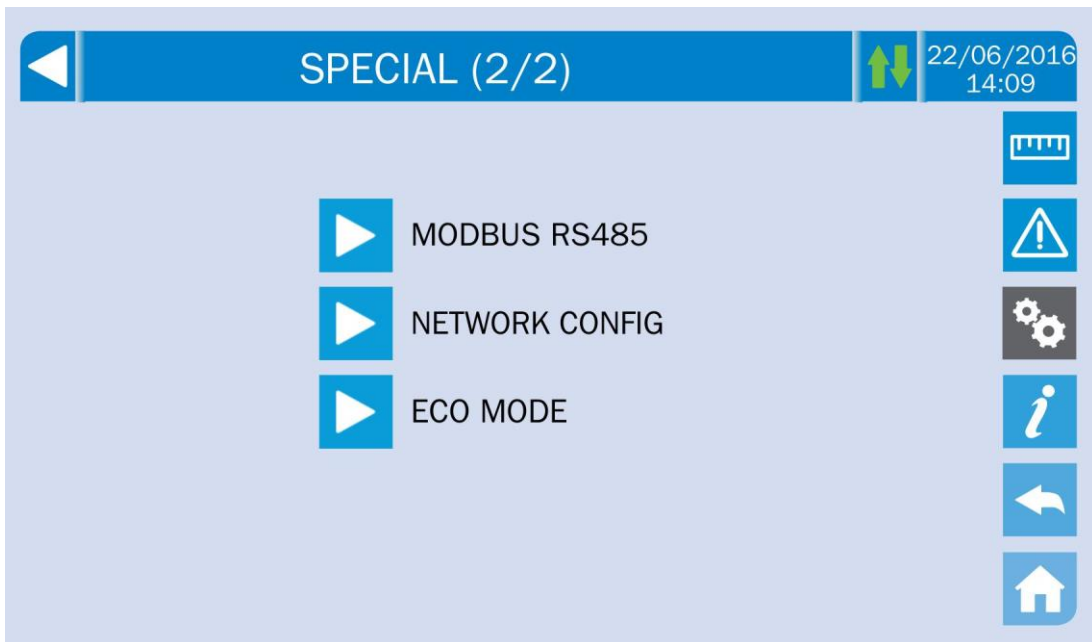 SPECIAL (2/2)
22/06/2016
14:09
MODBUS RS485
NETWORK CONFIG
ECO MODE